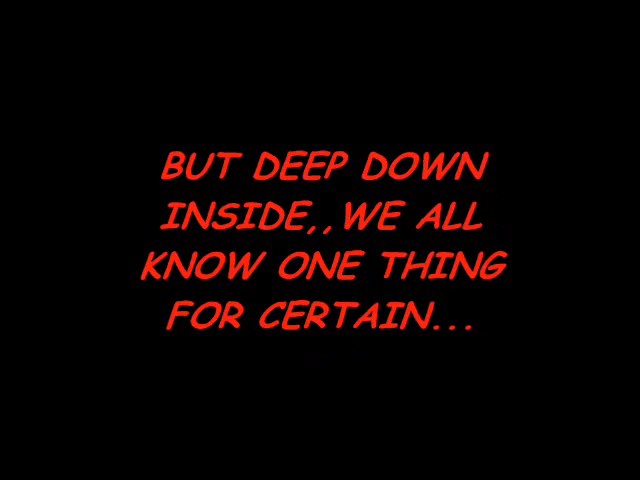 BUT DEEP DOWN
INSIDE,,WE ALL
KNOW ONE THING
FOR CERTAIN...